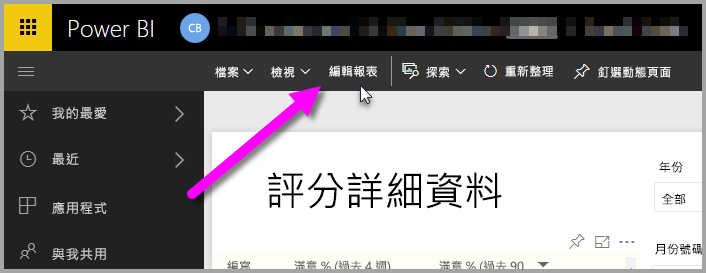 Power BI
CB
檔案
檢視
編輯報表
探索
重新整理
釘選動態頁面
我的最愛
最近
應用程式
與我共用
評分詳細資料
年份
全部
月份號碼
編寫
滿意 % (過去 4 週)
滿意 % (過去 90